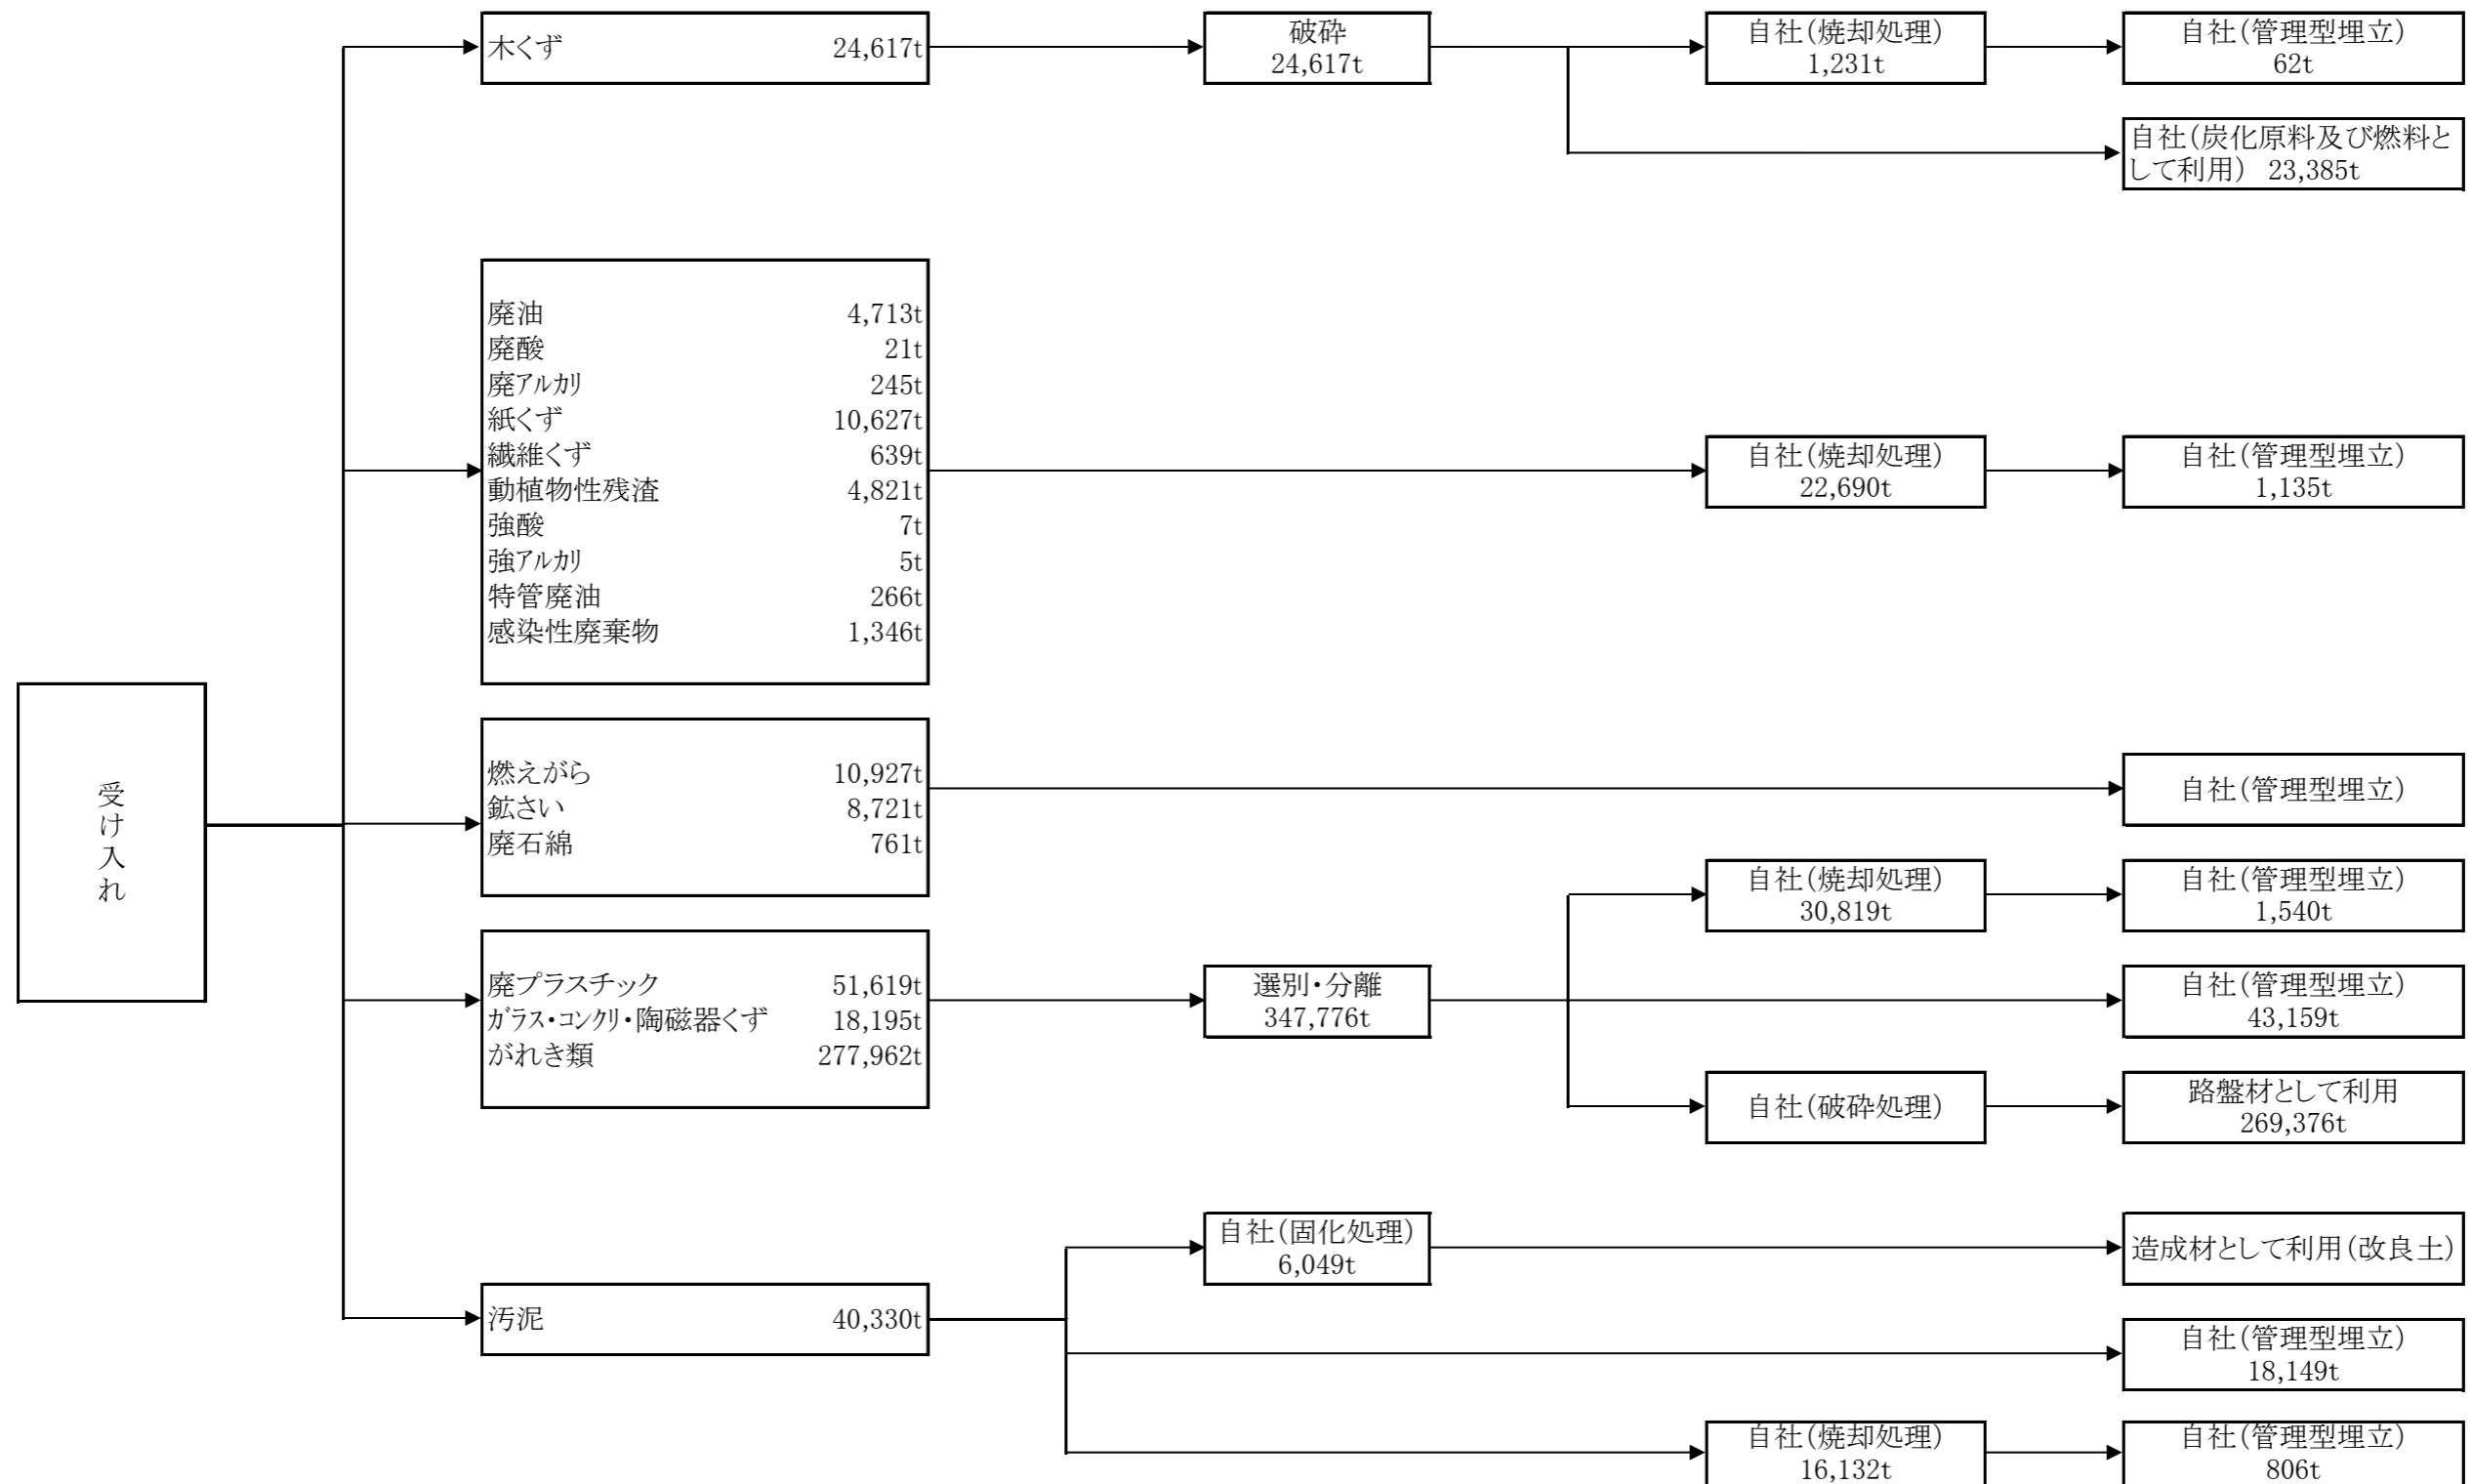 木くず 24,617t
破砕
24,617t
自社(焼却処理)
1,231t
自社(管理型埋立)
62t
自社(炭化原料及び燃料と
して利用) 23,385t
廃油 4,713t
廃酸 21t
廃ｱﾙｶﾘ 245t
紙くず 10,627t
繊維くず 639t
動植物性残渣 4,821t
強酸 7t
強ｱﾙｶﾘ 5t
特管廃油 266t
感染性廃棄物 1,346t
自社(焼却処理)
22,690t
自社(管理型埋立)
1,135t
受け入れ
燃えがら 10,927t
鉱さい 8,721t
廃石綿 761t
自社(管理型埋立)
廃プラスチック 51,619t
ｶﾞﾗｽ・ｺﾝｸﾘ・陶磁器くず 18,195t
がれき類 277,962t
選別・分離
347,776t
自社(焼却処理)
30,819t
自社(管理型埋立)
1,540t
自社(管理型埋立)
43,159t
自社(破砕処理)
路盤材として利用
269,376t
汚泥 40,330t
自社(固化処理)
6,049t
造成材として利用(改良土)
自社(管理型埋立)
18,149t
自社(焼却処理)
16,132t
自社(管理型埋立)
806t